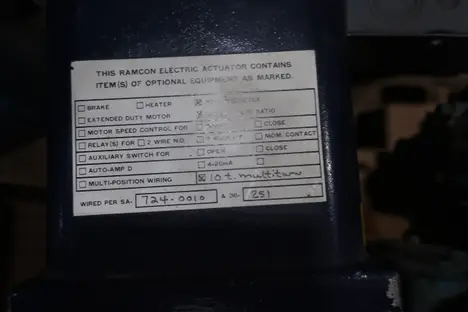 THIS RAMCON ELECTRIC ACTUATOR CONTAINS
ITEM(S) OF OPTIONAL EQUIPMENT AS MARKED.
BRAKE HEATER
EXTENDED DUTY MOTOR RATIO
MOTOR SPEED CONTROL FOR CLOSE
RELAY(S) FOR 2 WIRE NO. MOM. CONTACT
AUXILIARY SWITCH FOR OPEN CLOSE
AUTO-AMP D 4-20MA
MULTI-POSITION WIRING 10 t. multiturn
WIRED PER SA- 724-0010 & 36- 251